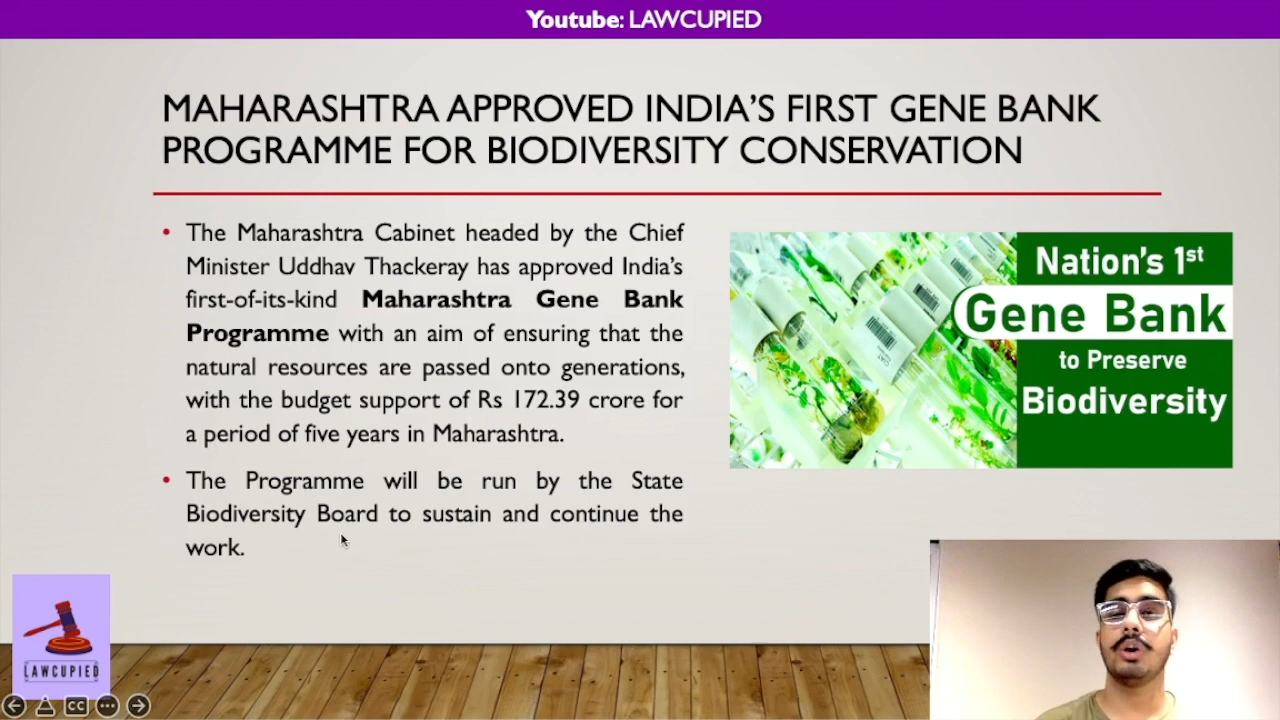 Youtube: LAWCUPIED
MAHARASHTRA APPROVED INDIA'S FIRST GENE BANK
PROGRAMME FOR BIODIVERSITY CONSERVATION
• The Maharashtra Cabinet headed by the Chief
Minister Uddhav Thackeray has approved India's
first-of-its-kind Maharashtra Gene Bank
Programme with an aim of ensuring that the
natural resources are passed onto generations,
with the budget support of Rs 172.39 crore for
a period of five years in Maharashtra.
• The Programme will be run by the State
Biodiversity Board to sustain and continue the
work.
Nation's 1st
Gene Bank
to Preserve
Biodiversity
LAWCUPIED
CC